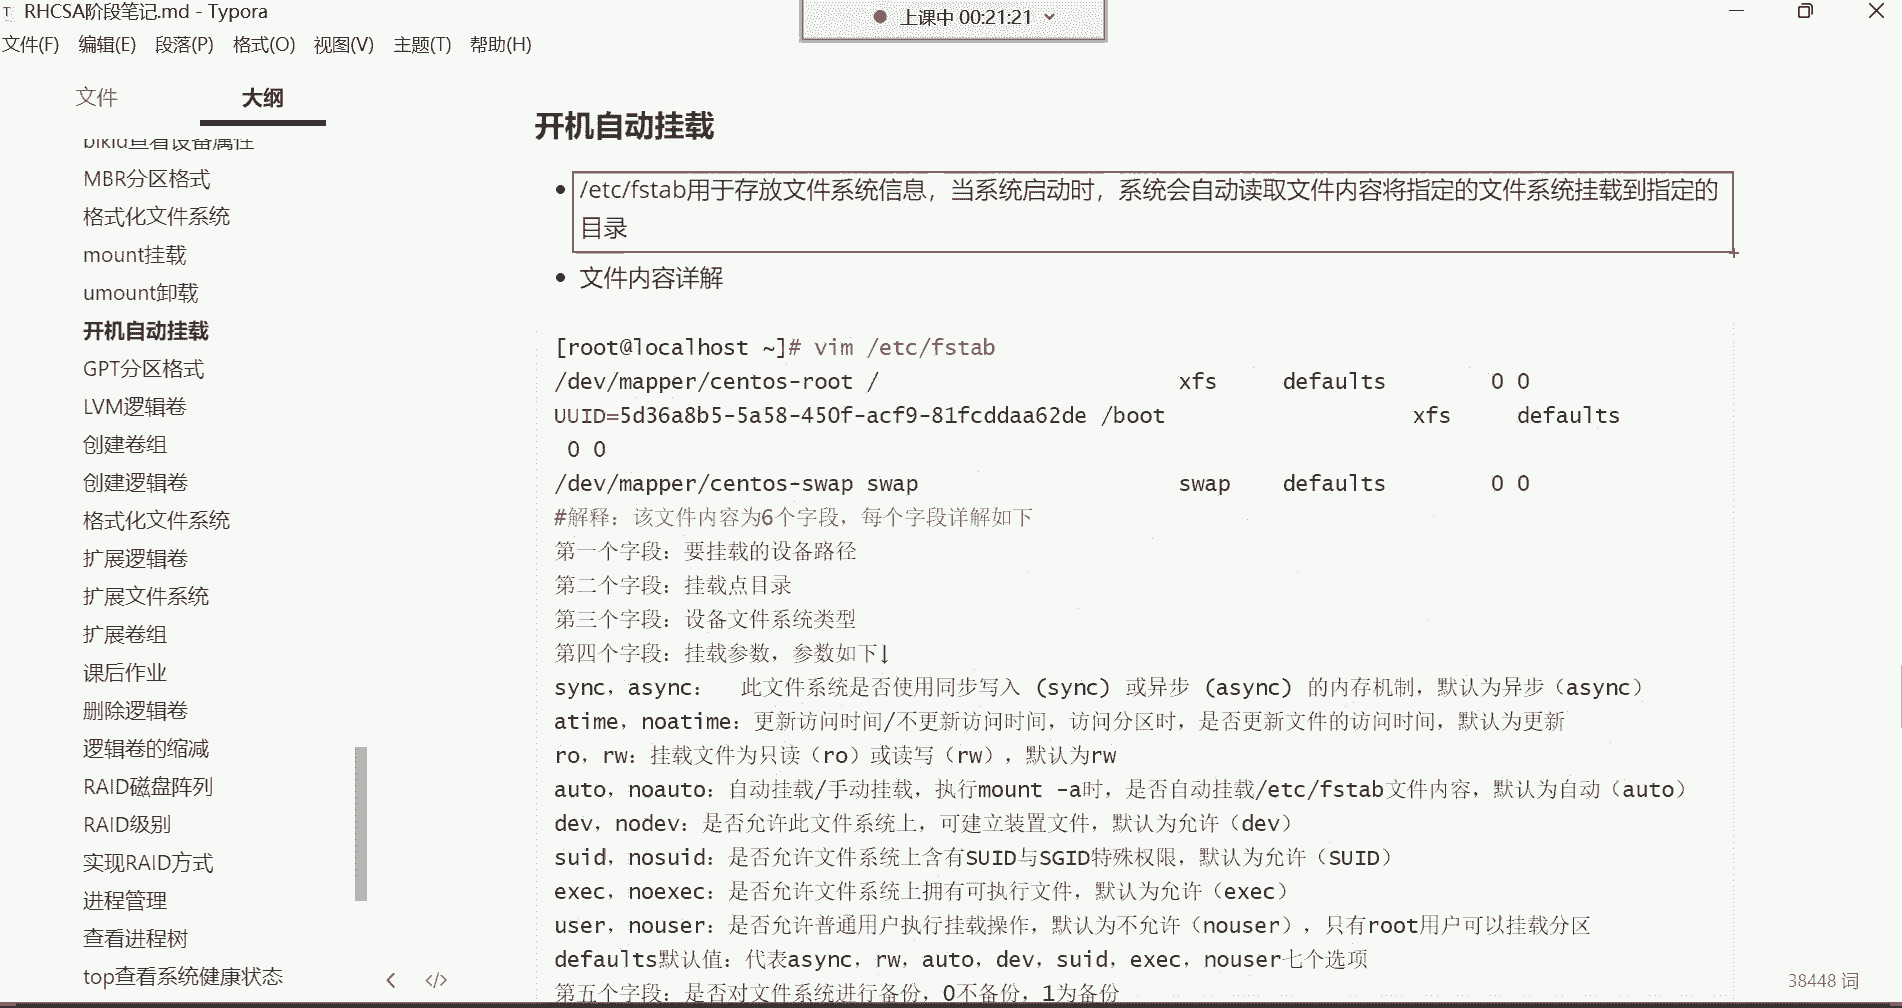 RHCSA阶段笔记.md - Typora
上课中 00:21:21
文件(F) 编辑(E) 段落(P) 格式(O) 视图(V) 主题(T) 帮助(H)
文件 大纲
blkid查看设备属性
MBR分区格式
格式化文件系统
mount挂载
umount卸载
开机自动挂载
GPT分区格式
LVM逻辑卷
创建卷组
创建逻辑卷
格式化文件系统
扩展逻辑卷
扩展文件系统
扩展卷组
课后作业
删除逻辑卷
逻辑卷的缩减
RAID磁盘阵列
RAID级别
实现RAID方式
进程管理
查看进程树
top查看系统健康状态
开机自动挂载
/etc/fstab用于存放文件系统信息，当系统启动时，系统会自动读取文件内容将指定的文件系统挂载到指定的
目录
文件内容详解
[root@localhost ~]# vim /etc/fstab
/dev/mapper/centos-root / xfs defaults 0 0
UUID=5d36a8b5-5a58-450f-acf9-81fcddaa62de /boot xfs defaults
0 0
/dev/mapper/centos-swap swap swap defaults 0 0
#解释：该文件内容为6个字段，每个字段详解如下
第一个字段：要挂载的设备路径
第二个字段：挂载点目录
第三个字段：设备文件系统类型
第四个字段：挂载参数，参数如下↓
sync，async： 此文件系统是否使用同步写入（sync）或异步（async）的内存机制，默认为异步（async）
atime，noatime：更新访问时间/不更新访问时间，访问分区时，是否更新文件的访问时间，默认为更新
ro，rw：挂载文件为只读（ro）或读写（rw），默认为rw
auto，noauto：自动挂载/手动挂载，执行mount -a时，是否自动挂载/etc/fstab文件内容，默认为自动（auto）
dev，nodev：是否允许此文件系统上，可建立装置文件，默认为允许（dev）
suid，nosuid：是否允许文件系统上含有SUID与SGID特殊权限，默认为允许（SUID）
exec，noexec：是否允许文件系统上拥有可执行文件，默认为允许（exec）
user，nouser：是否允许普通用户执行挂载操作，默认为不允许（nouser），只有root用户可以挂载分区
defaults默认值：代表async，rw，auto，dev，suid，exec，nouser七个选项
第五个字段：是否对文件系统进行备份，0不备份，1为备份
38448 词